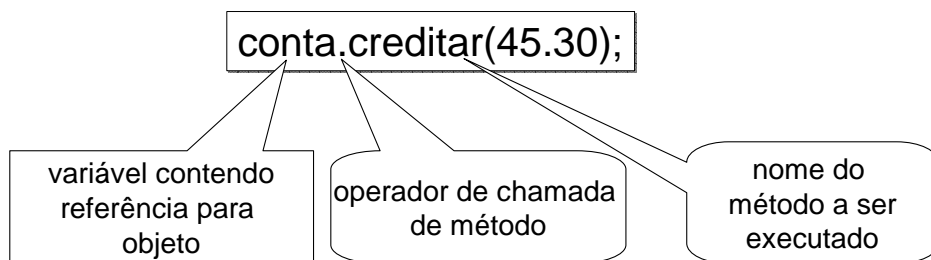 conta.creditar(45.30);
variável contendo
referência para
objeto
operador de chamada
de método
nome do
método a ser
executado